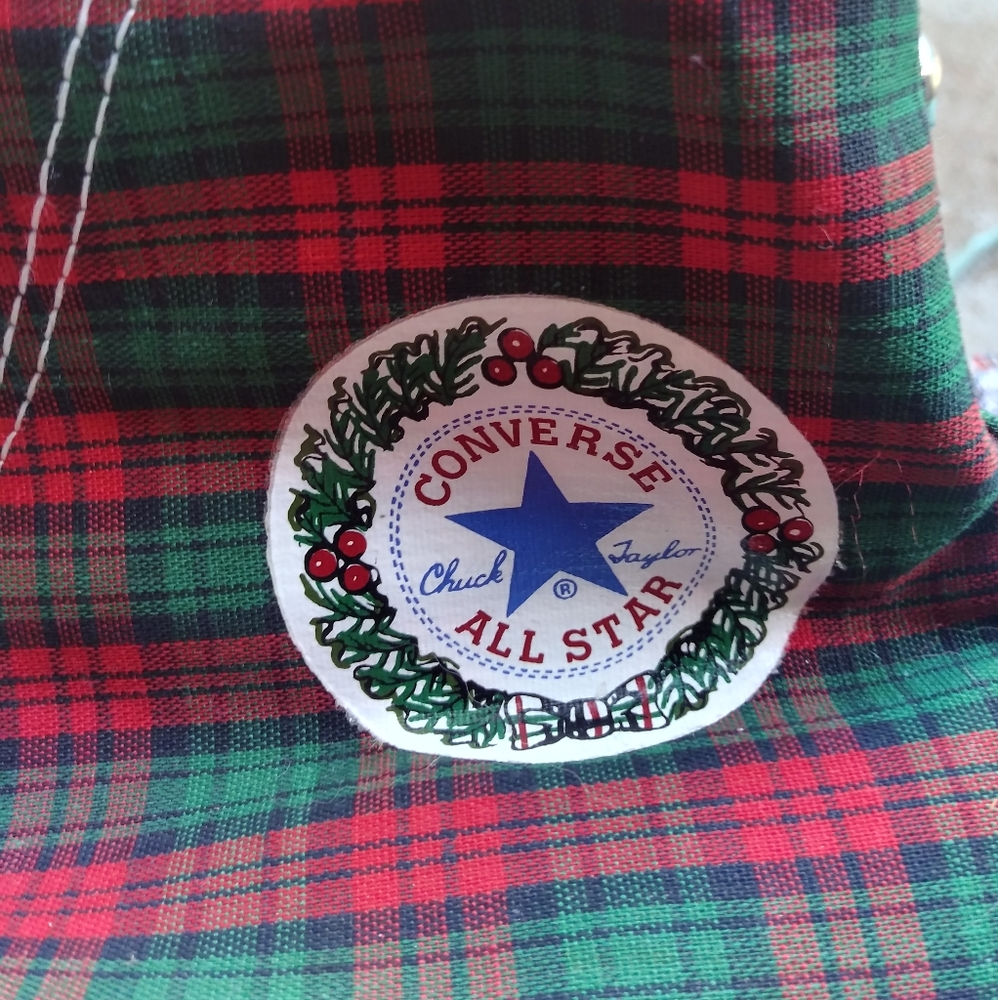 CONVERSE
Chuck Taylor
®
ALL STAR